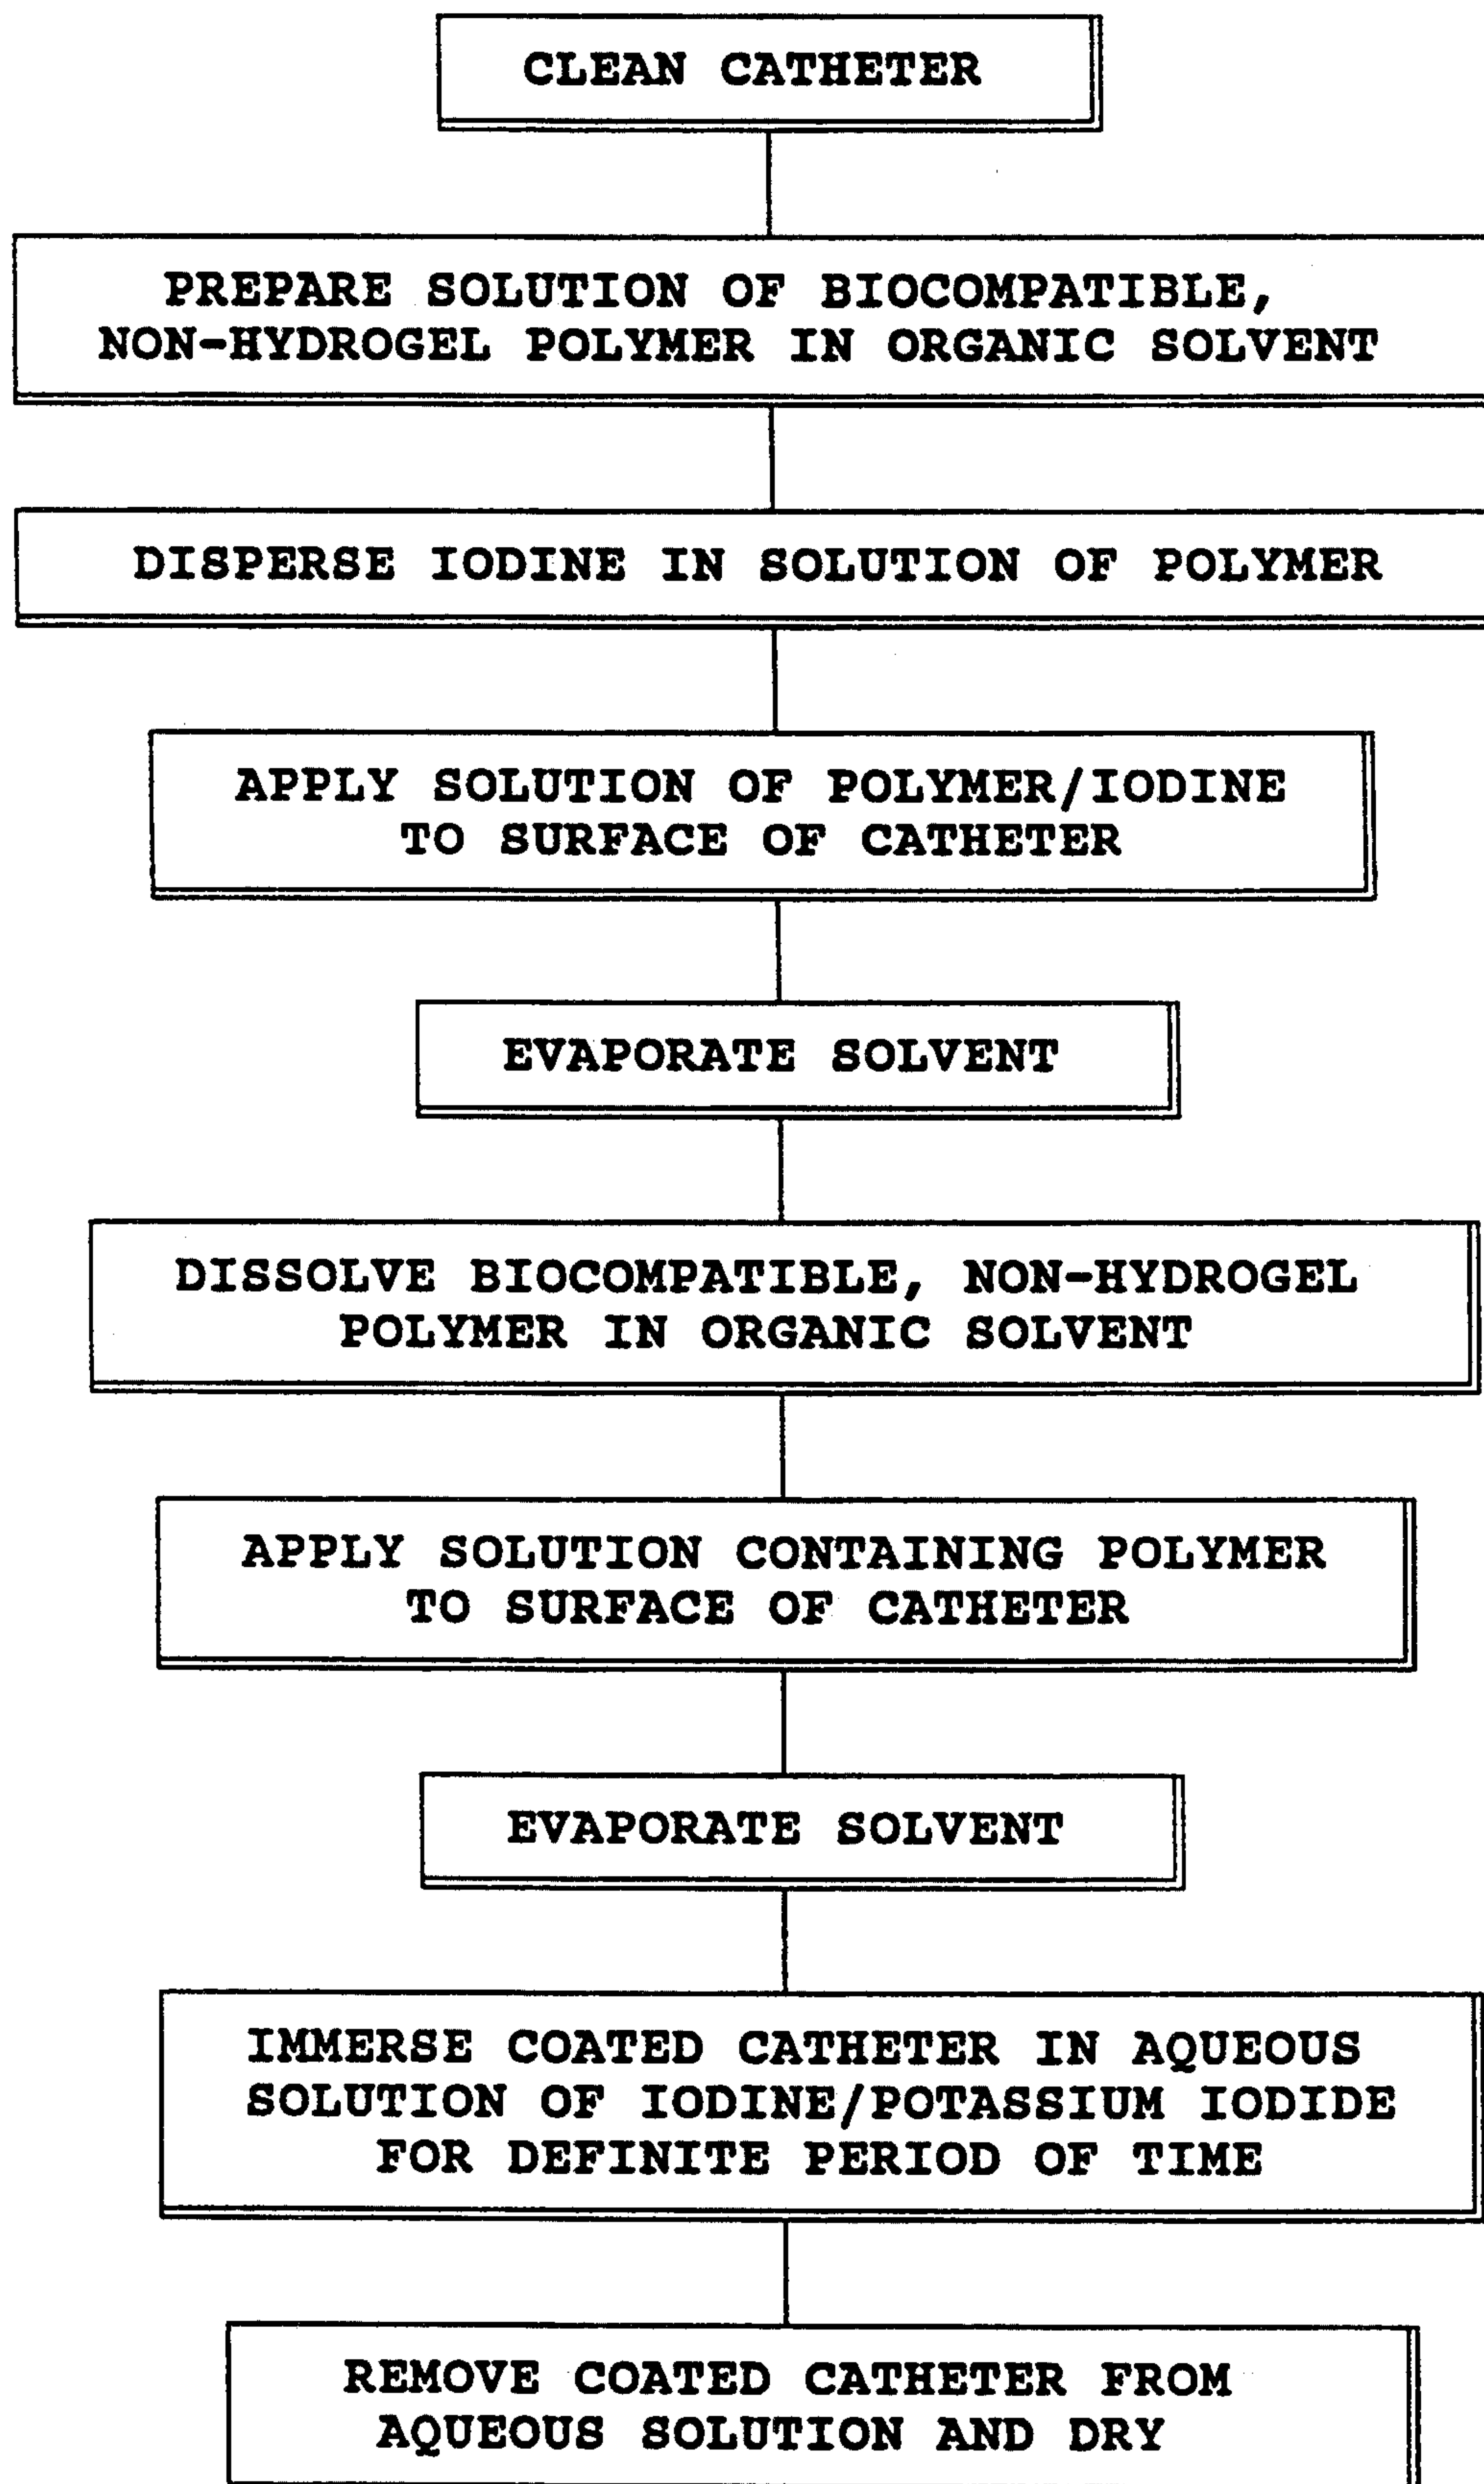 CLEAN CATHETER
PREPARE SOLUTION OF BIOCOMPATIBLE,
NON-HYDROGEL POLYMER IN ORGANIC SOLVENT
DISPERSE IODINE IN SOLUTION OF POLYMER
APPLY SOLUTION OF POLYMER/IODINE
TO SURFACE OF CATHETER
EVAPORATE SOLVENT
DISSOLVE BIOCOMPATIBLE, NON-HYDROGEL
POLYMER IN ORGANIC SOLVENT
APPLY SOLUTION CONTAINING POLYMER
TO SURFACE OF CATHETER
EVAPORATE SOLVENT
IMMERSE COATED CATHETER IN AQUEOUS
SOLUTION OF IODINE/POTASSIUM IODIDE
FOR DEFINITE PERIOD OF TIME
REMOVE COATED CATHETER FROM
AQUEOUS SOLUTION AND DRY